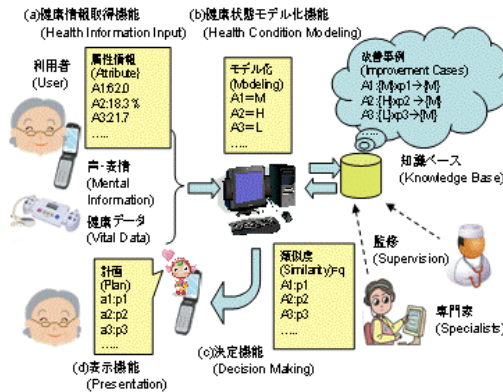 (a)健康情報取得機能
(Health Information Input)
(b)健康状態モデル化機能
(Health Condition Modeling)
利用者
(User)
属性情報
(Attribute)
A1:62.0
A2:18.3 %
A3:21.7
.....
モデル化
(Modeling)
A1=M
A2=H
A3=L
.....
改善事例
(Improvement Cases)
A1:{M}xp1→{M}
A2:{H}xp2→{M}
A3:{L}xp3→{M}
.....
声・表情
(Mental
Information)
健康データ
(Vital Data)
知識ベース
(Knowledge Base)
監修
(Supervision)
計画
(Plan)
a1:p1
a2:p2
a3:p3
.....
類似度
(Similarity)=q
A1:p1
A2:p2
A3:p3
.....
専門家
(Specialists)
(d)表示機能
(Presentation)
(c)決定機能
(Decision Making)